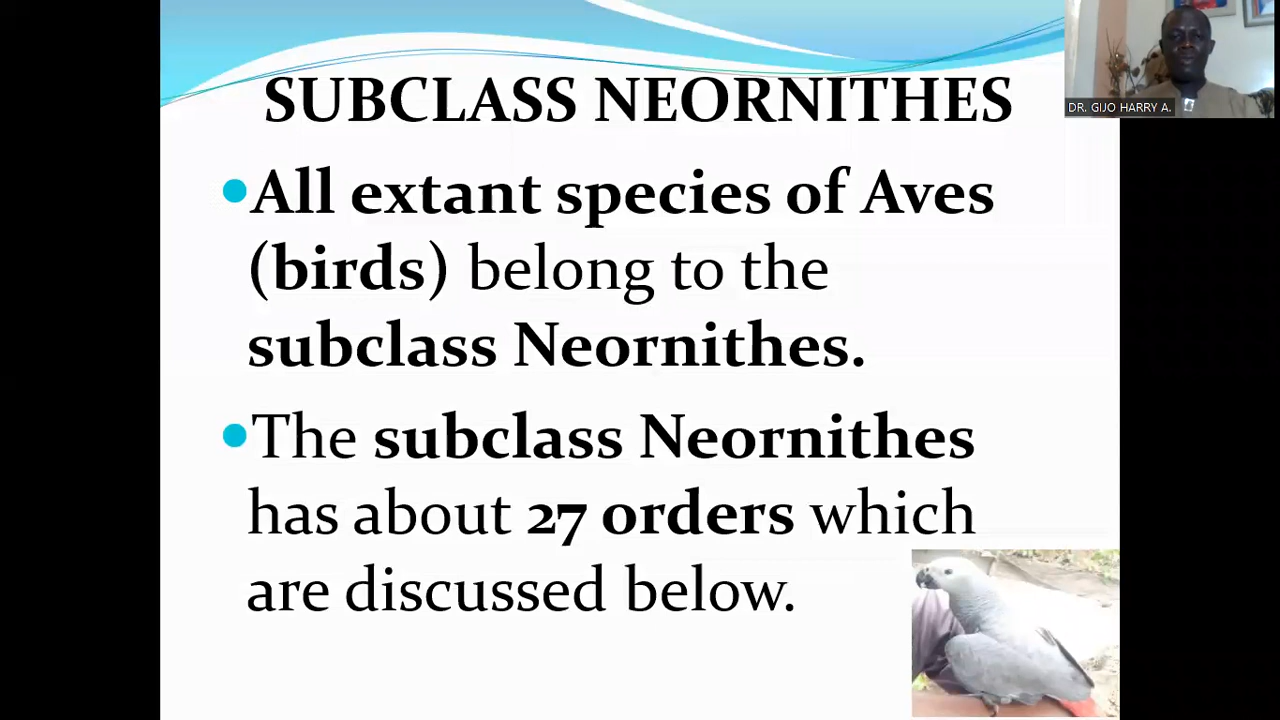 SUBCLASS NEORNITHES
DR. GIJO HARRY A.
•All extant species of Aves
(birds) belong to the
subclass Neornithes.
•The subclass Neornithes
has about 27 orders which
are discussed below.